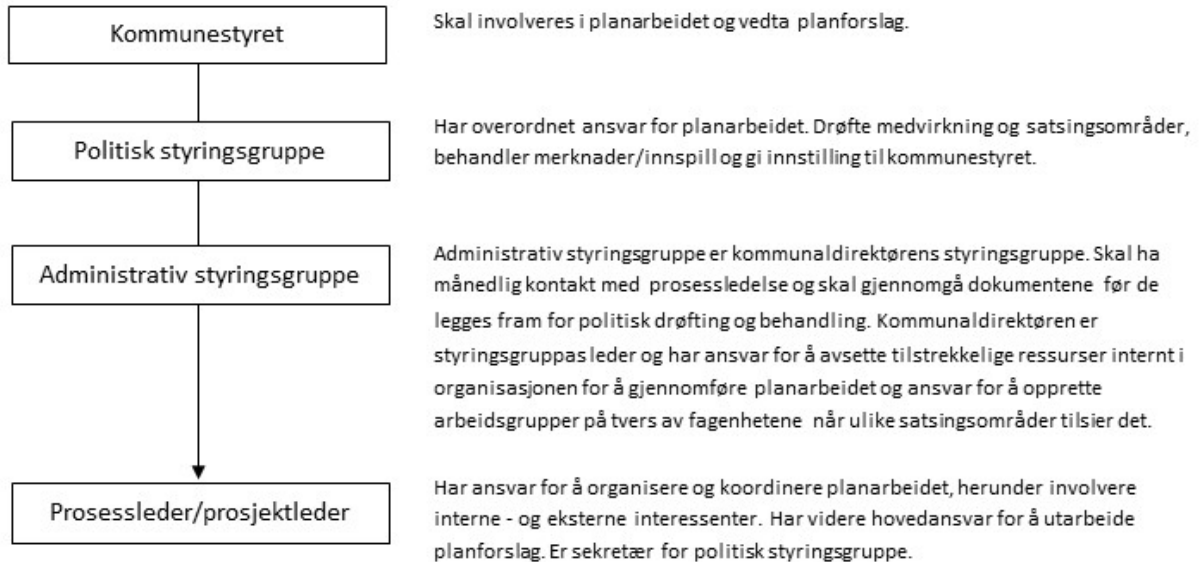 Kommunestyret
Skal involveres i planarbeidet og vedta planforslag.
Politisk styringsgruppe
Har overordnet ansvar for planarbeidet. Drøfte medvirkning og satsingsområder,
behandler merknader/innspill og gi innstilling til kommunestyret.
Administrativ styringsgruppe
Administrativ styringsgruppe er kommunaldirektørens styringsgruppe. Skal ha
månedlig kontakt med prosessledelse og skal gjennomgå dokumentene før de
legges fram for politisk drøfting og behandling. Kommunaldirektøren er
styringsgruppas leder og har ansvar for å avsette tilstrekkelige ressurser internt i
organisasjonen for å gjennomføre planarbeidet og ansvar for å opprette
arbeidsgrupper på tvers av fagenhetene når ulike satsingsområder tilsier det.
Prosessleder/prosjektleder
Har ansvar for å organisere og koordinere planarbeidet, herunder involvere
interne - og eksterne interessenter. Har videre hovedansvar for å utarbeide
planforslag. Er sekretær for politisk styringsgruppe.